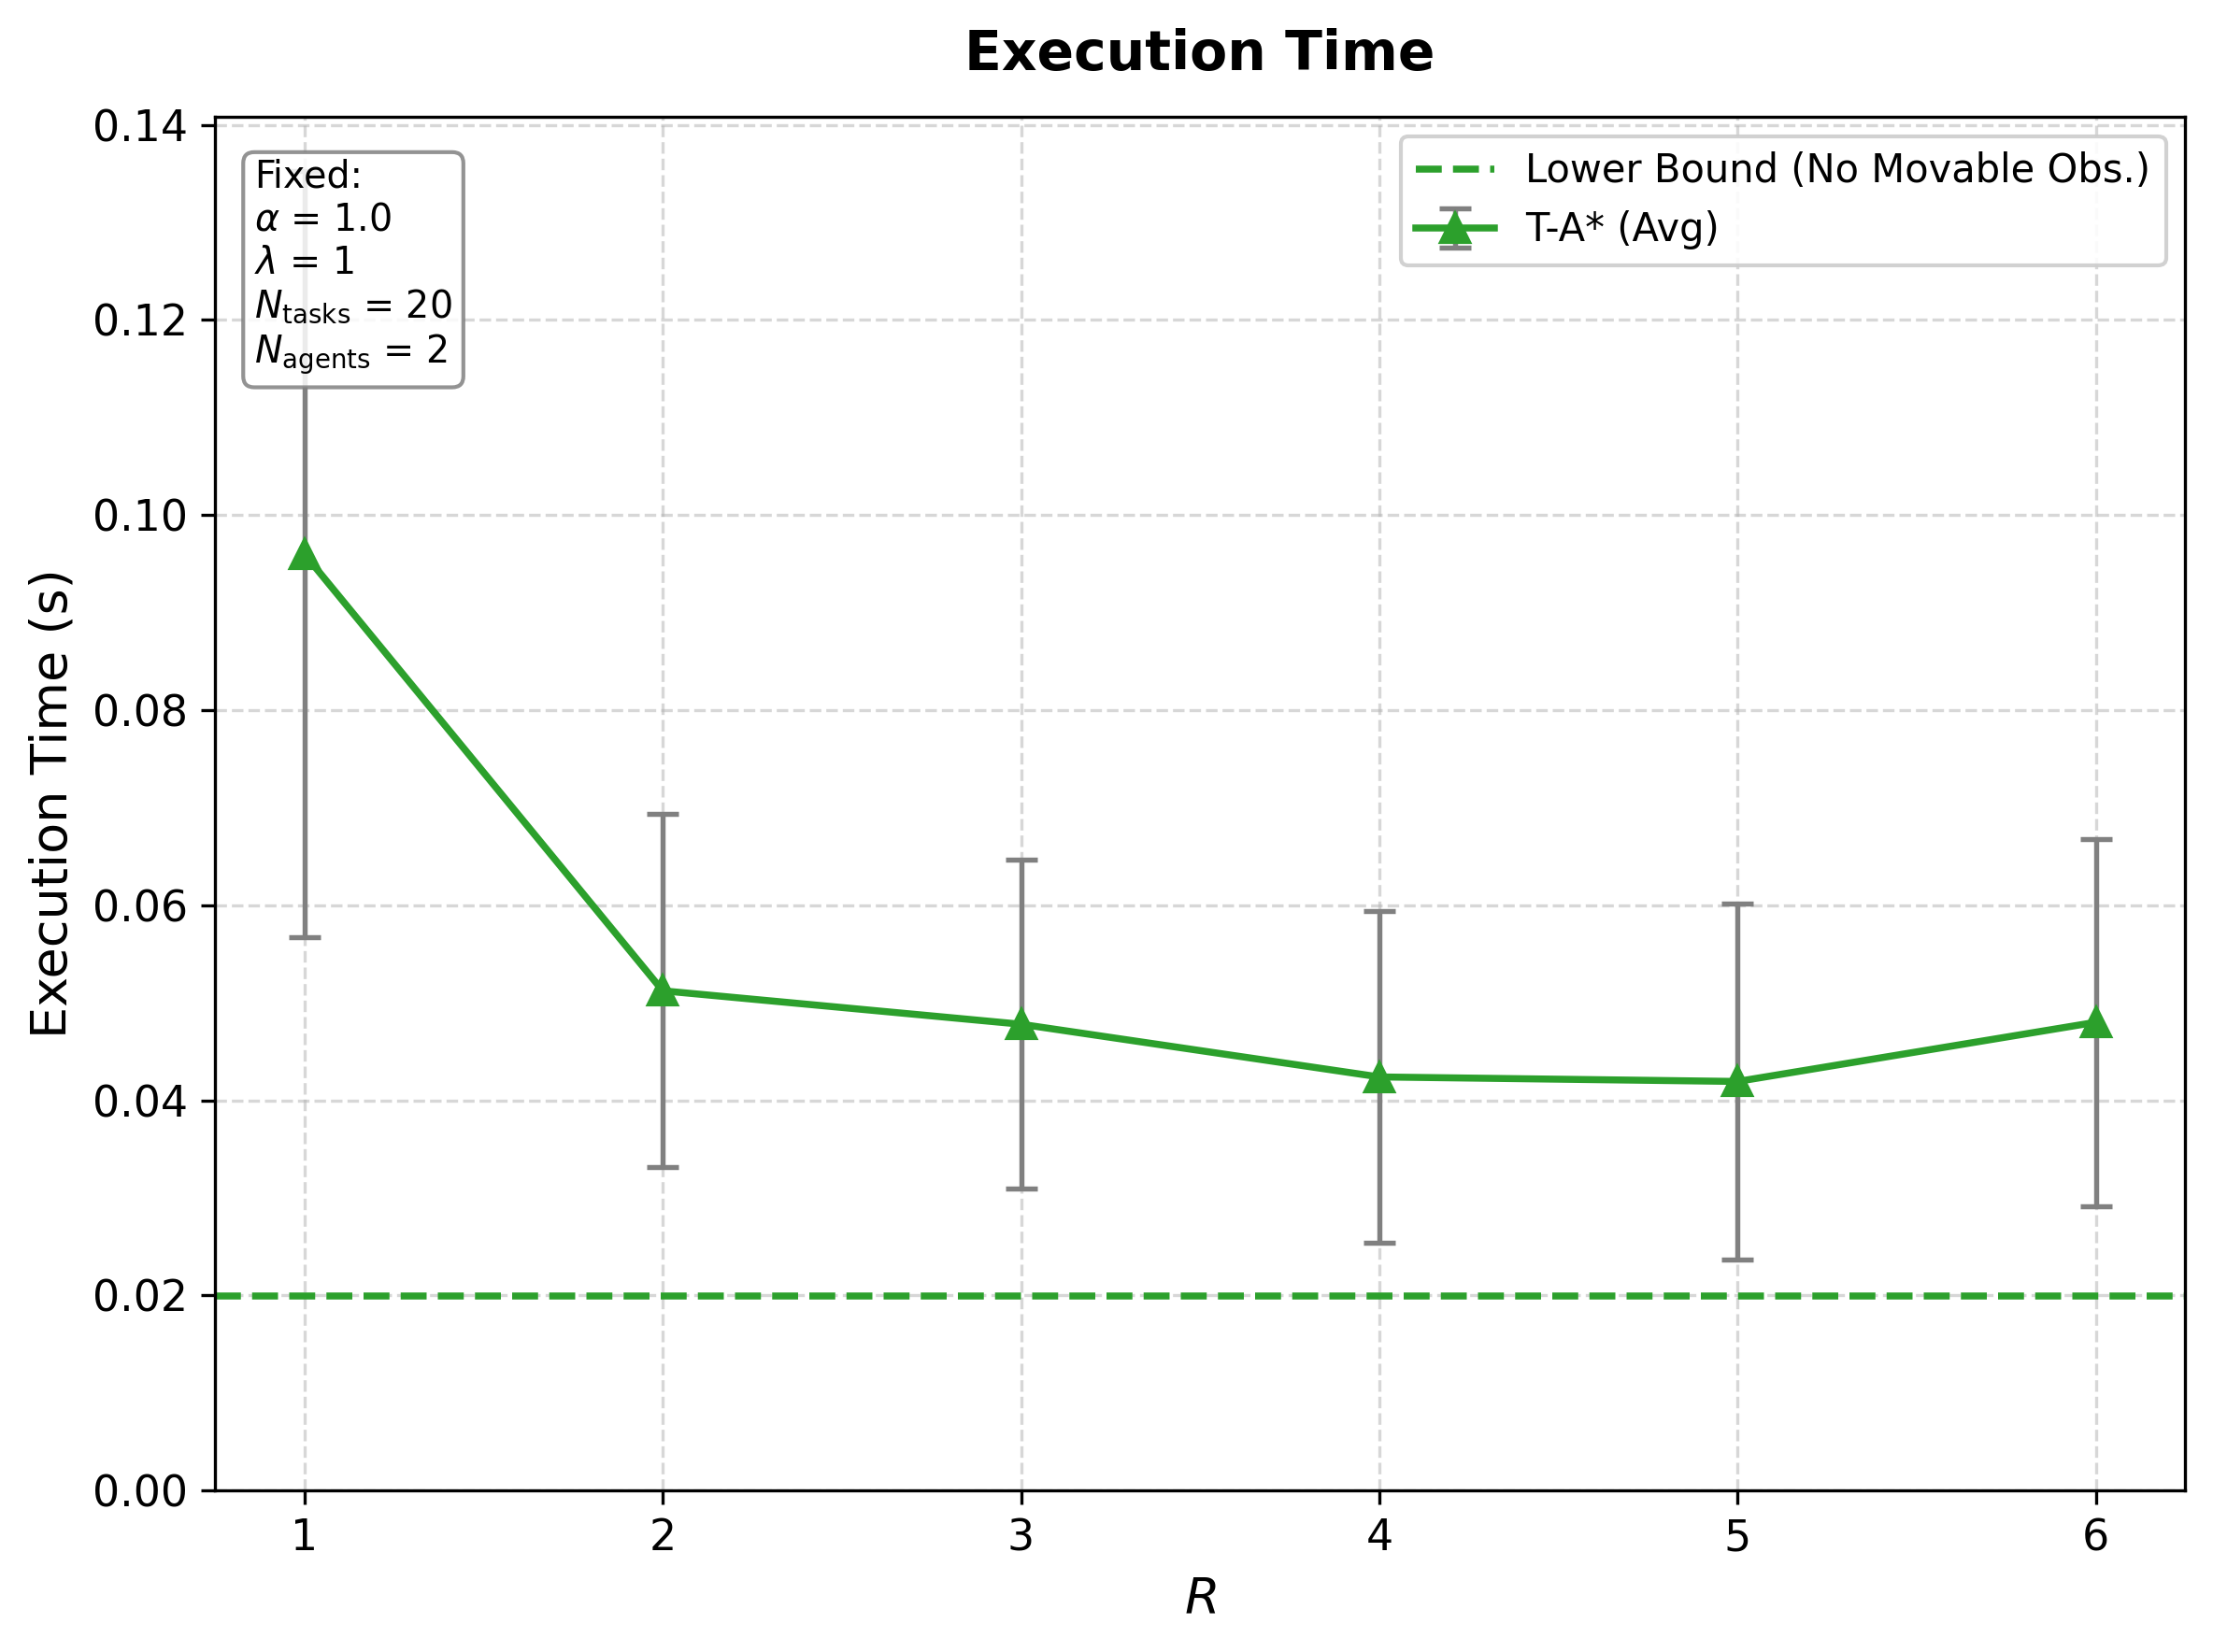 Execution Time
0.14
0.12
0.10
0.08
0.06
0.04
0.02
0.00
Execution Time (s)
Fixed:
α = 1.0
λ = 1
N_tasks = 20
N_agents = 2
Lower Bound (No Movable Obs.)
T-A* (Avg)
1 2 3 4 5 6
R